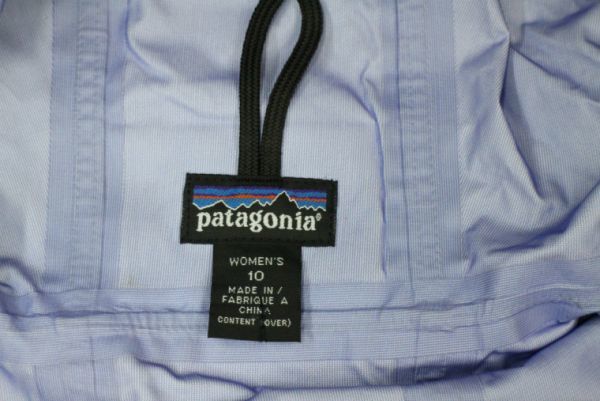 patagonia®
WOMEN'S
10
MADE IN /
FABRIQUE A
CHINA
CONTENT (OVER)